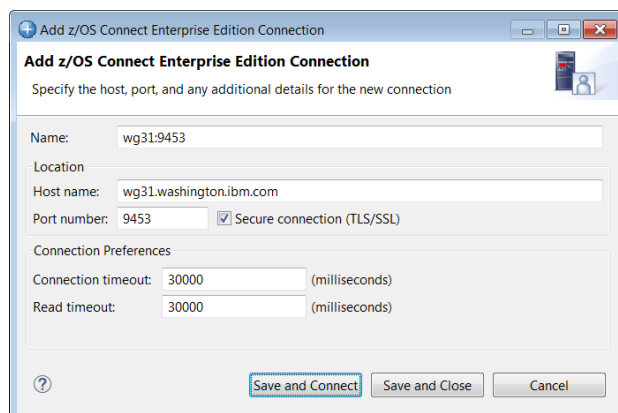 Add z/OS Connect Enterprise Edition Connection
Add z/OS Connect Enterprise Edition Connection
Specify the host, port, and any additional details for the new connection
Name: wg31:9453
Location
Host name: wg31.washington.ibm.com
Port number: 9453 Secure connection (TLS/SSL)
Connection Preferences
Connection timeout: 30000 (milliseconds)
Read timeout: 30000 (milliseconds)
? Save and Connect Save and Close Cancel